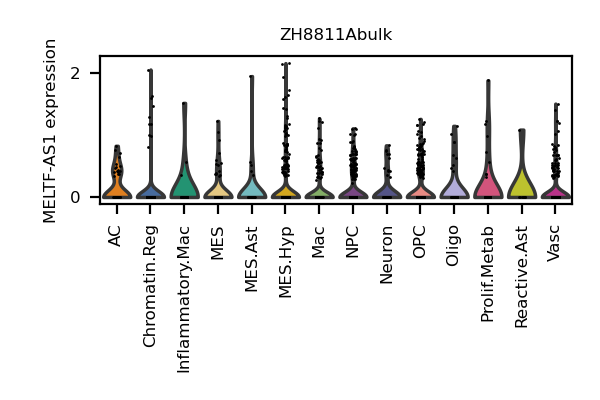 ZH8811Abulk
MELTF-AS1 expression
2
0
AC
Chromatin.Reg
Inflammatory.Mac
MES
MES.Ast
MES.Hyp
Mac
NPC
Neuron
OPC
Oligo
Prolif.Metab
Reactive.Ast
Vasc